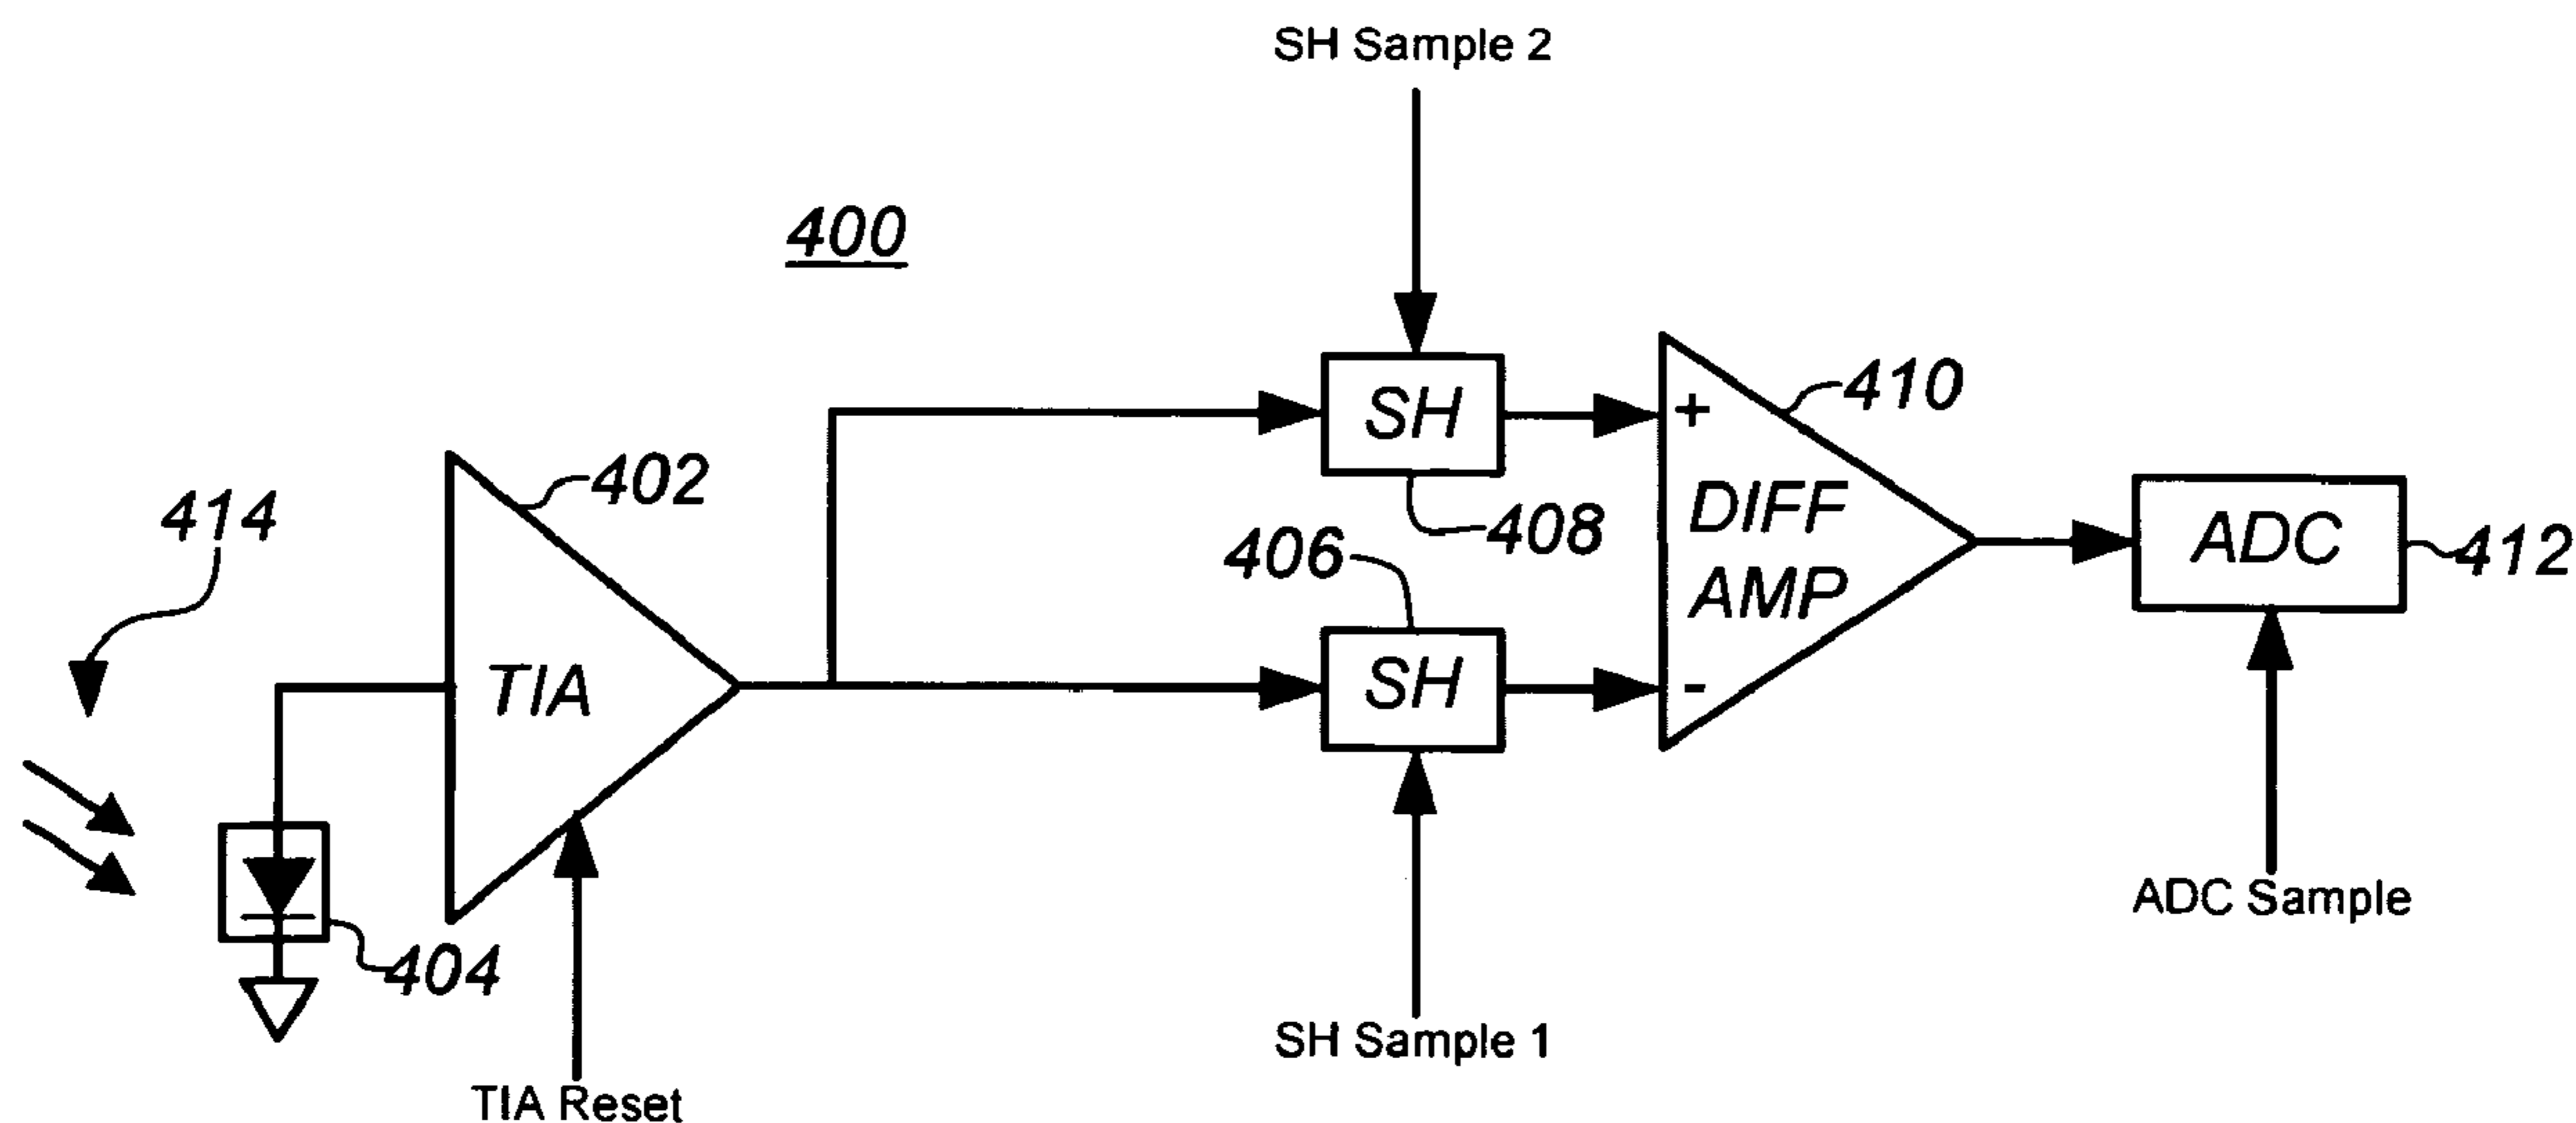 SH Sample 2
400
SH
+
410
402
414
DIFF
AMP
408
406
ADC
412
TIA
SH
-
404
ADC Sample
SH Sample 1
TIA Reset